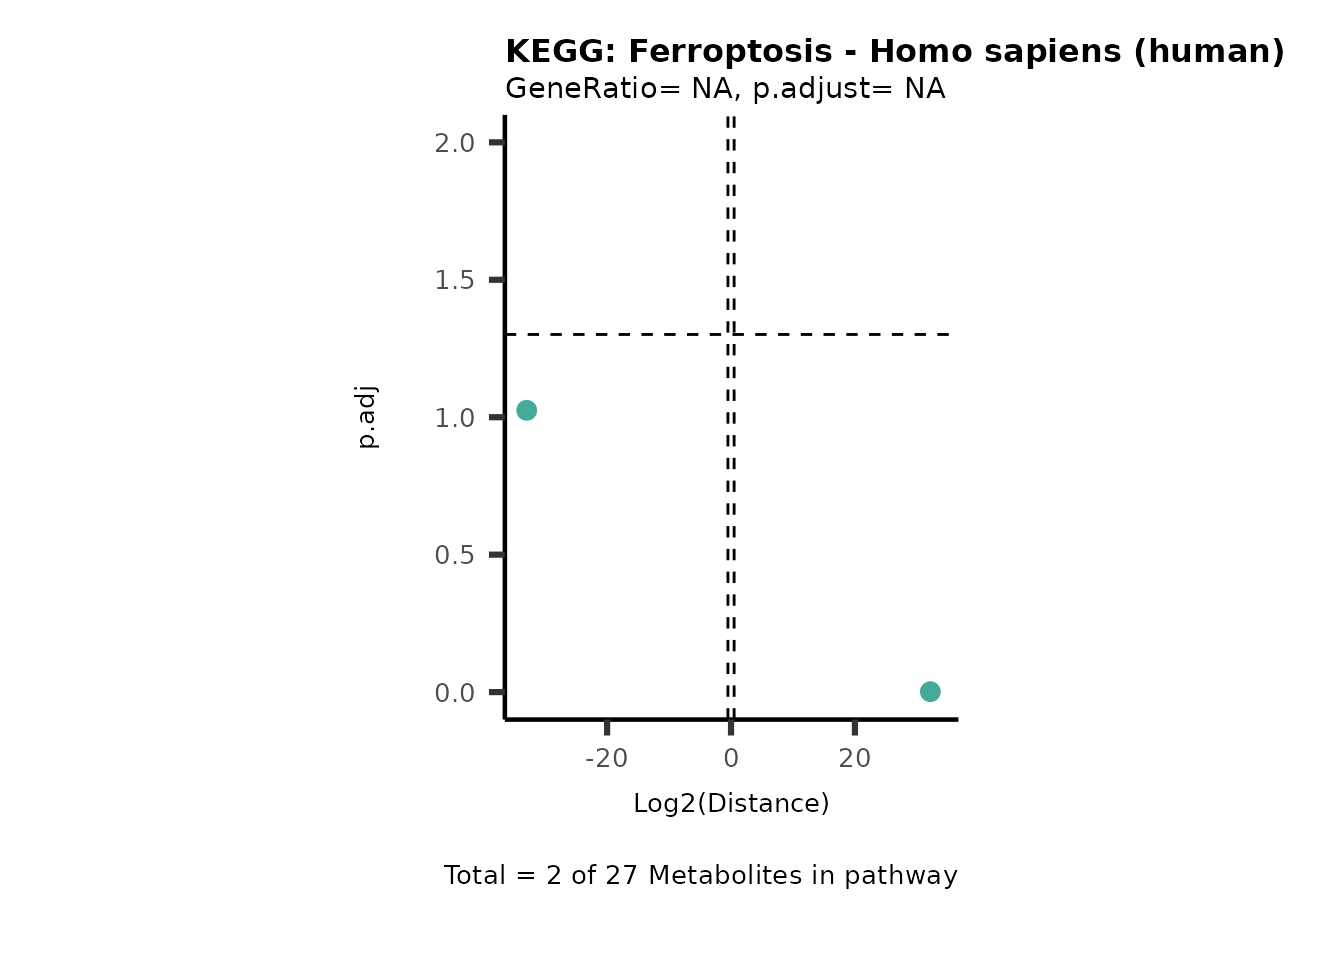 KEGG: Ferroptosis - Homo sapiens (human)
GeneRatio= NA, p.adjust= NA
2.0
1.5
1.0
0.5
0.0
p.adj
-20 0 20
Log2(Distance)
Total = 2 of 27 Metabolites in pathway